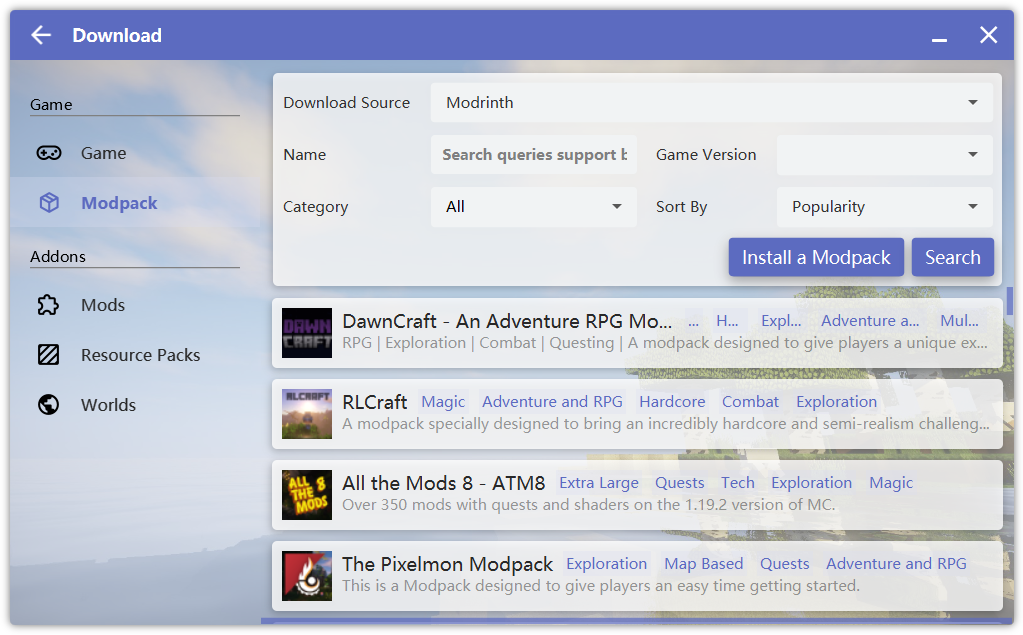 Download
Game
Game
Modpack
Addons
Mods
Resource Packs
Worlds
Download Source Modrinth
Name Search queries support b Game Version
Category All Sort By Popularity
Install a Modpack Search
DAWN
CRAFT
DawnCraft - An Adventure RPG Mo... ... H... Expl... Adventure a... Mul...
RPG | Exploration | Combat | Questing | A modpack designed to give players a unique ex...
RLCRAFT
RLCraft Magic Adventure and RPG Hardcore Combat Exploration
A modpack specially designed to bring an incredibly hardcore and semi-realism challeng...
ALL 8
THE
MODS
All the Mods 8 - ATM8 Extra Large Quests Tech Exploration Magic
Over 350 mods with quests and shaders on the 1.19.2 version of MC.
The Pixelmon Modpack Exploration Map Based Quests Adventure and RPG
This is a Modpack designed to give players an easy time getting started.